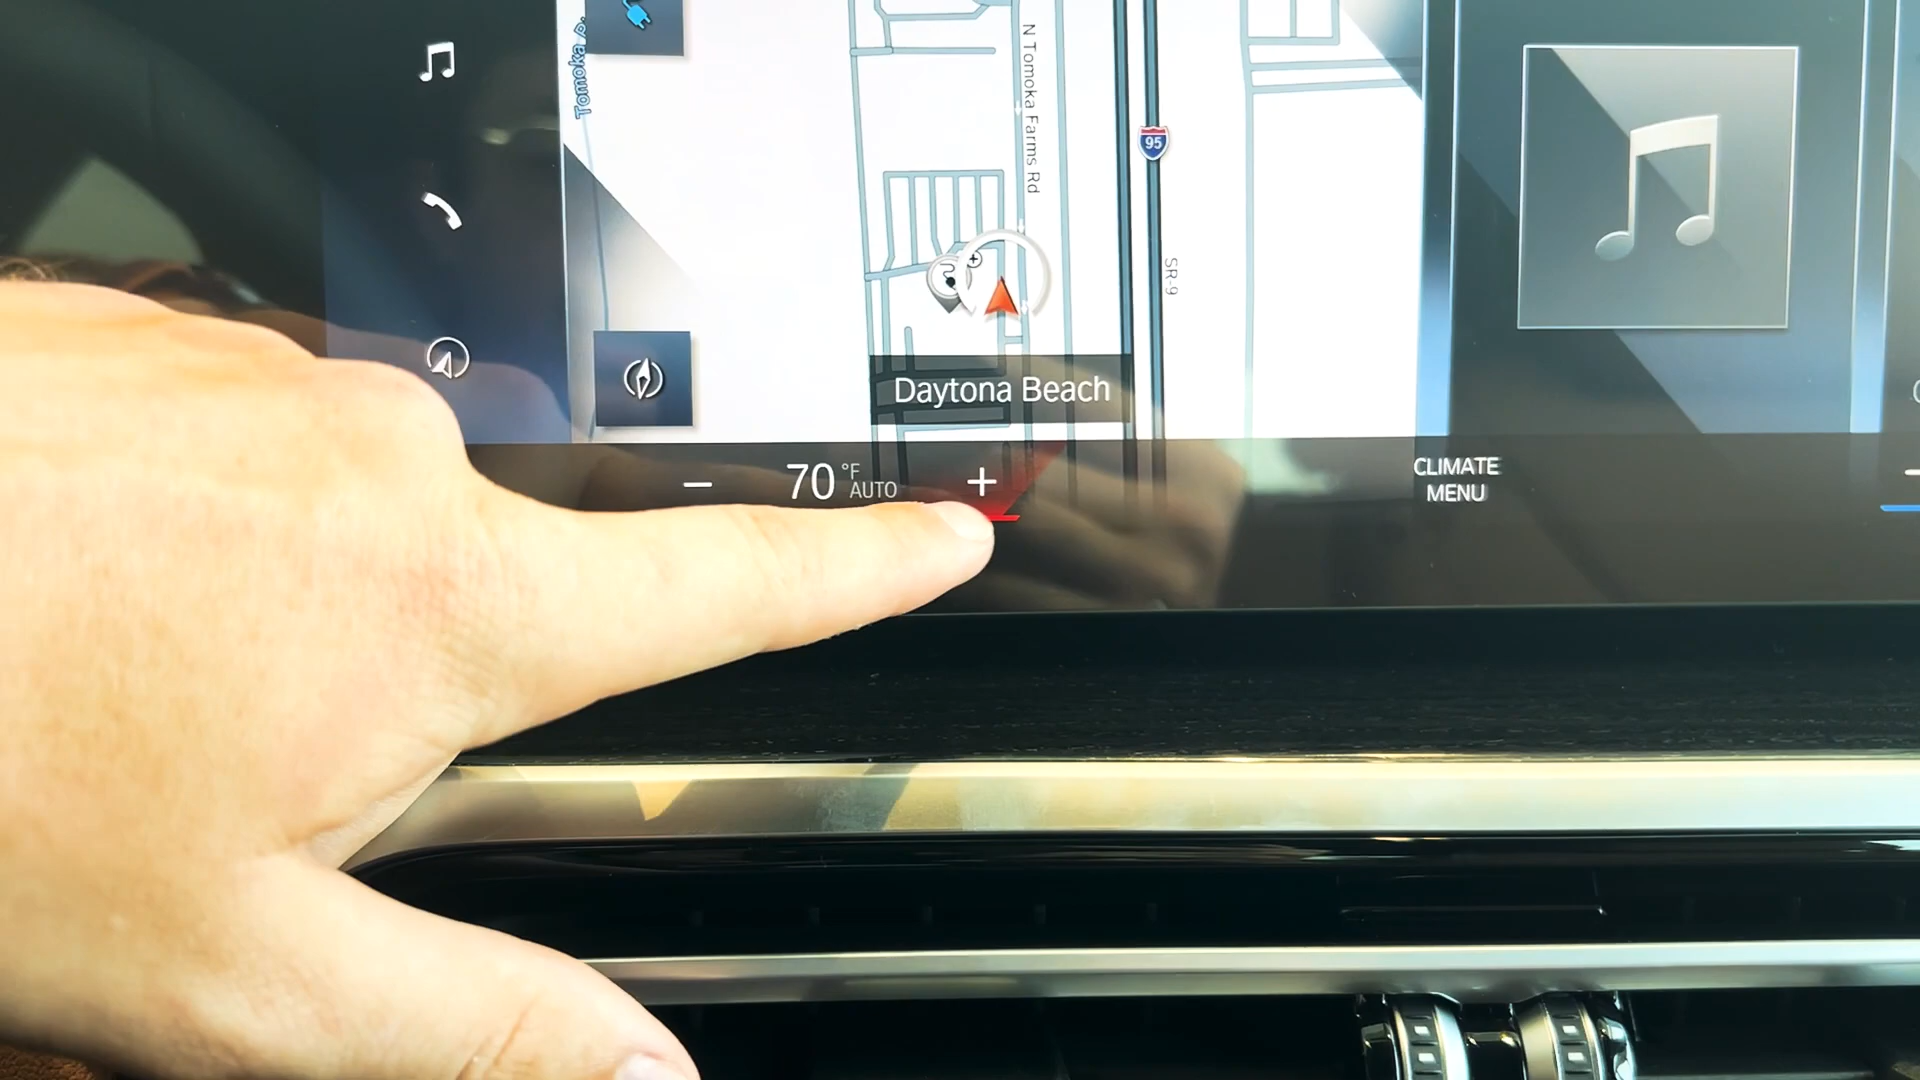 Tomoka
N Tomoka Farms Rd
95
SR-9
Daytona Beach
− 70 °F AUTO +
CLIMATE
MENU